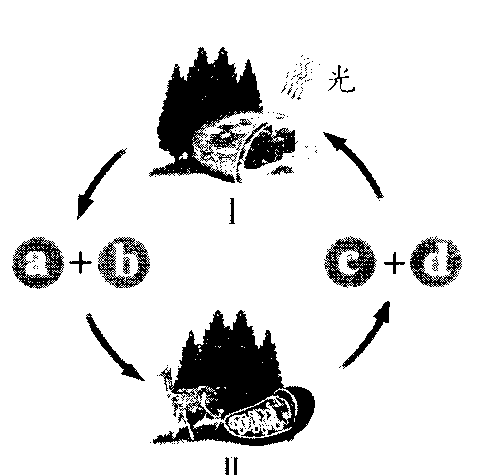 光
I
a + b
c + d
II